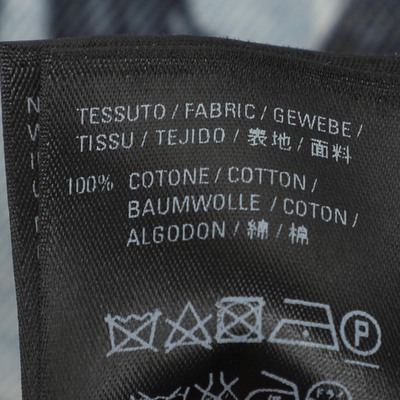 TESSUTO / FABRIC / GEWEBE /
TISSU / TEJIDO / 表地 / 面料
100% COTONE / COTTON /
BAUMWOLLE / COTON /
ALGODON / 綿 / 棉
P